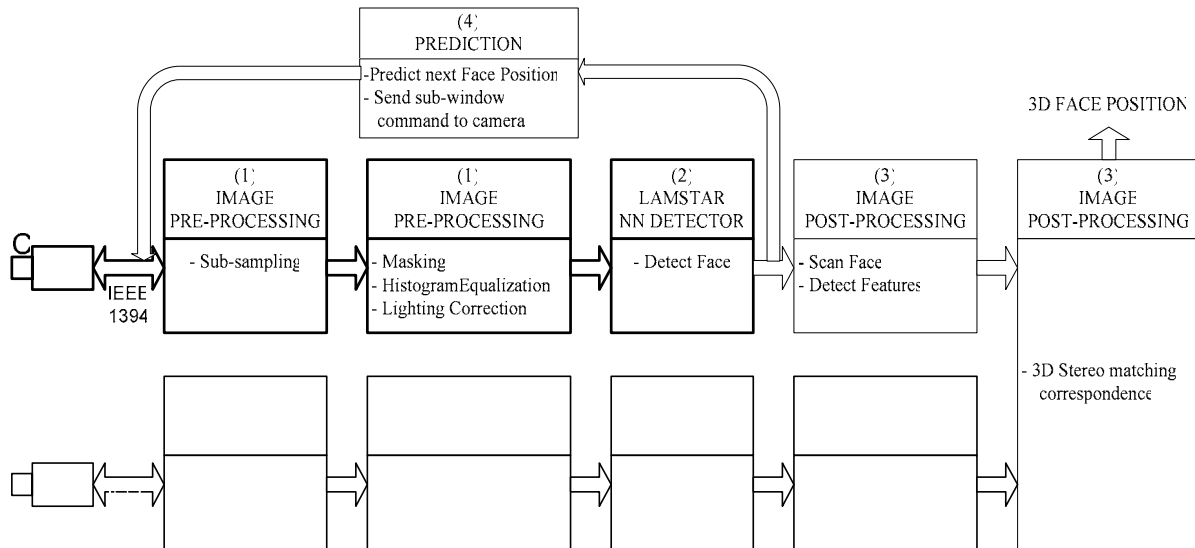 (4)
PREDICTION
-Predict next Face Position
- Send sub-window
command to camera
3D FACE POSITION
(1)
IMAGE
PRE-PROCESSING
- Sub-sampling
(1)
IMAGE
PRE-PROCESSING
- Masking
- HistogramEqualization
- Lighting Correction
(2)
LAMSTAR
NN DETECTOR
- Detect Face
(3)
IMAGE
POST-PROCESSING
- Scan Face
- Detect Features
(3)
IMAGE
POST-PROCESSING
- 3D Stereo matching
correspondence
C
IEEE
1394